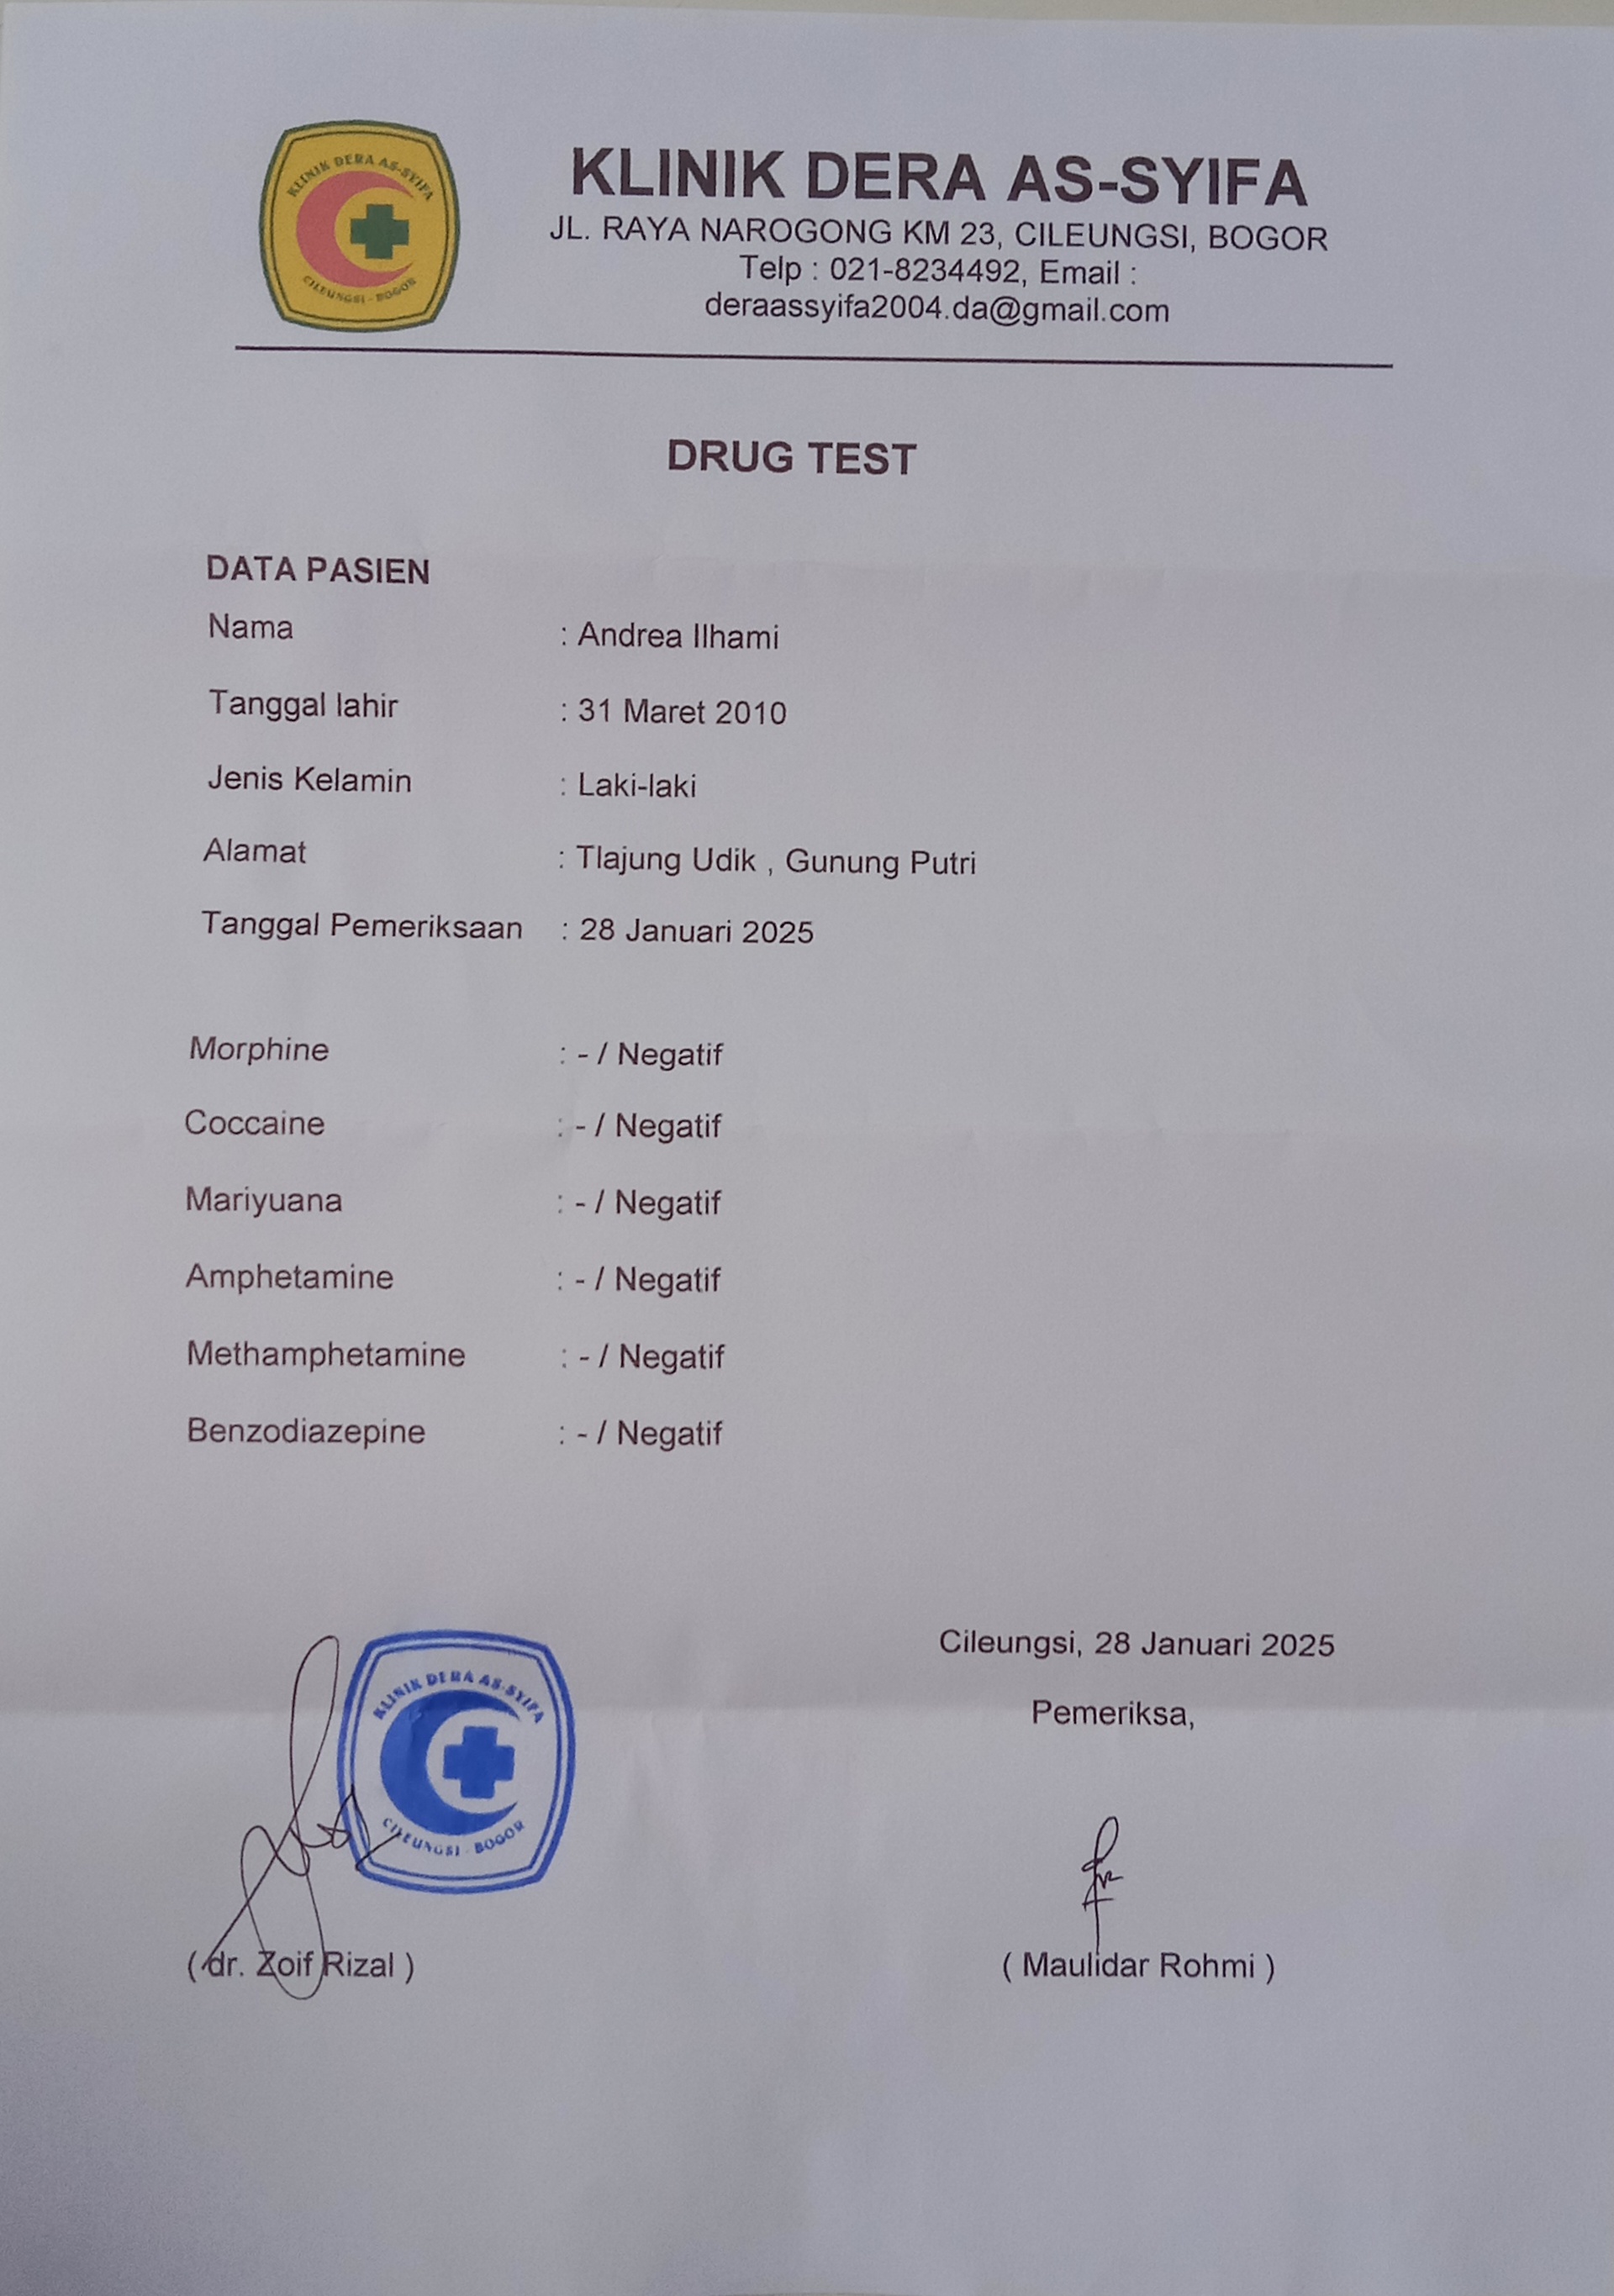 KLINIK DERA AS-SYIFA
CILEUNGSI - BOGOR
KLINIK DERA AS-SYIFA
JL. RAYA NAROGONG KM 23, CILEUNGSI, BOGOR
Telp : 021-8234492, Email :
deraassyifa2004.da@gmail.com
DRUG TEST
DATA PASIEN
Nama : Andrea Ilhami
Tanggal lahir : 31 Maret 2010
Jenis Kelamin : Laki-laki
Alamat : Tlajung Udik , Gunung Putri
Tanggal Pemeriksaan : 28 Januari 2025
Morphine : - / Negatif
Coccaine : - / Negatif
Mariyuana : - / Negatif
Amphetamine : - / Negatif
Methamphetamine : - / Negatif
Benzodiazepine : - / Negatif
Cileungsi, 28 Januari 2025
Pemeriksa,
KLINIK DERA AS-SYIFA
CILEUNGSI - BOGOR
( dr. Zoif Rizal )
( Maulidar Rohmi )